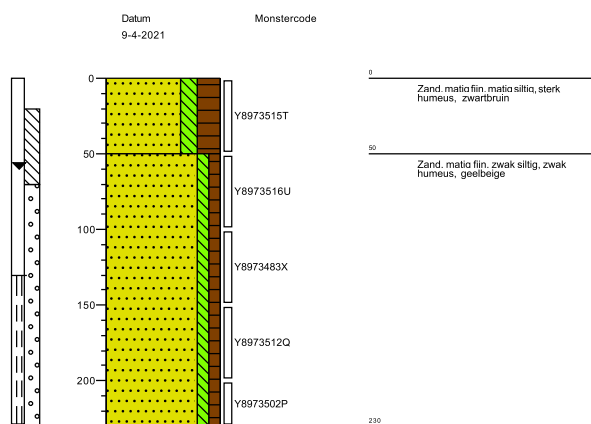 Datum
Monstercode
9-4-2021
0
0
Zand, matig fijn, matig siltig, sterk
humeus, zwartbruin
Y8973515T
50
50
Zand, matig fijn, zwak siltig, zwak
humeus, geelbeige
Y8973516U
100
Y8973483X
150
Y8973512Q
200
Y8973502P
230